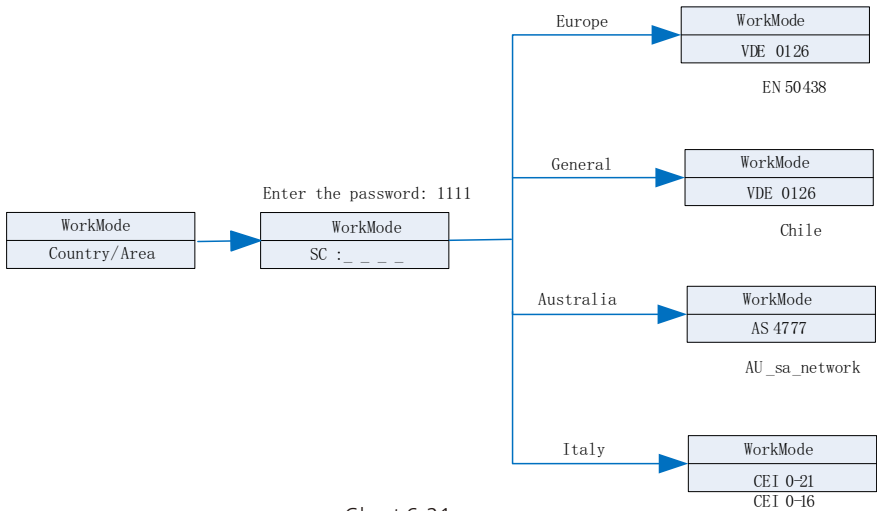 Europe
WorkMode
VDE 0126
EN 50438
General
WorkMode
VDE 0126
Chile
Enter the password: 1111
WorkMode
Country/Area
WorkMode
SC :_ _ _ _
Australia
WorkMode
AS 4777
AU_sa_network
Italy
WorkMode
CEI 0-21
CEI 0-16